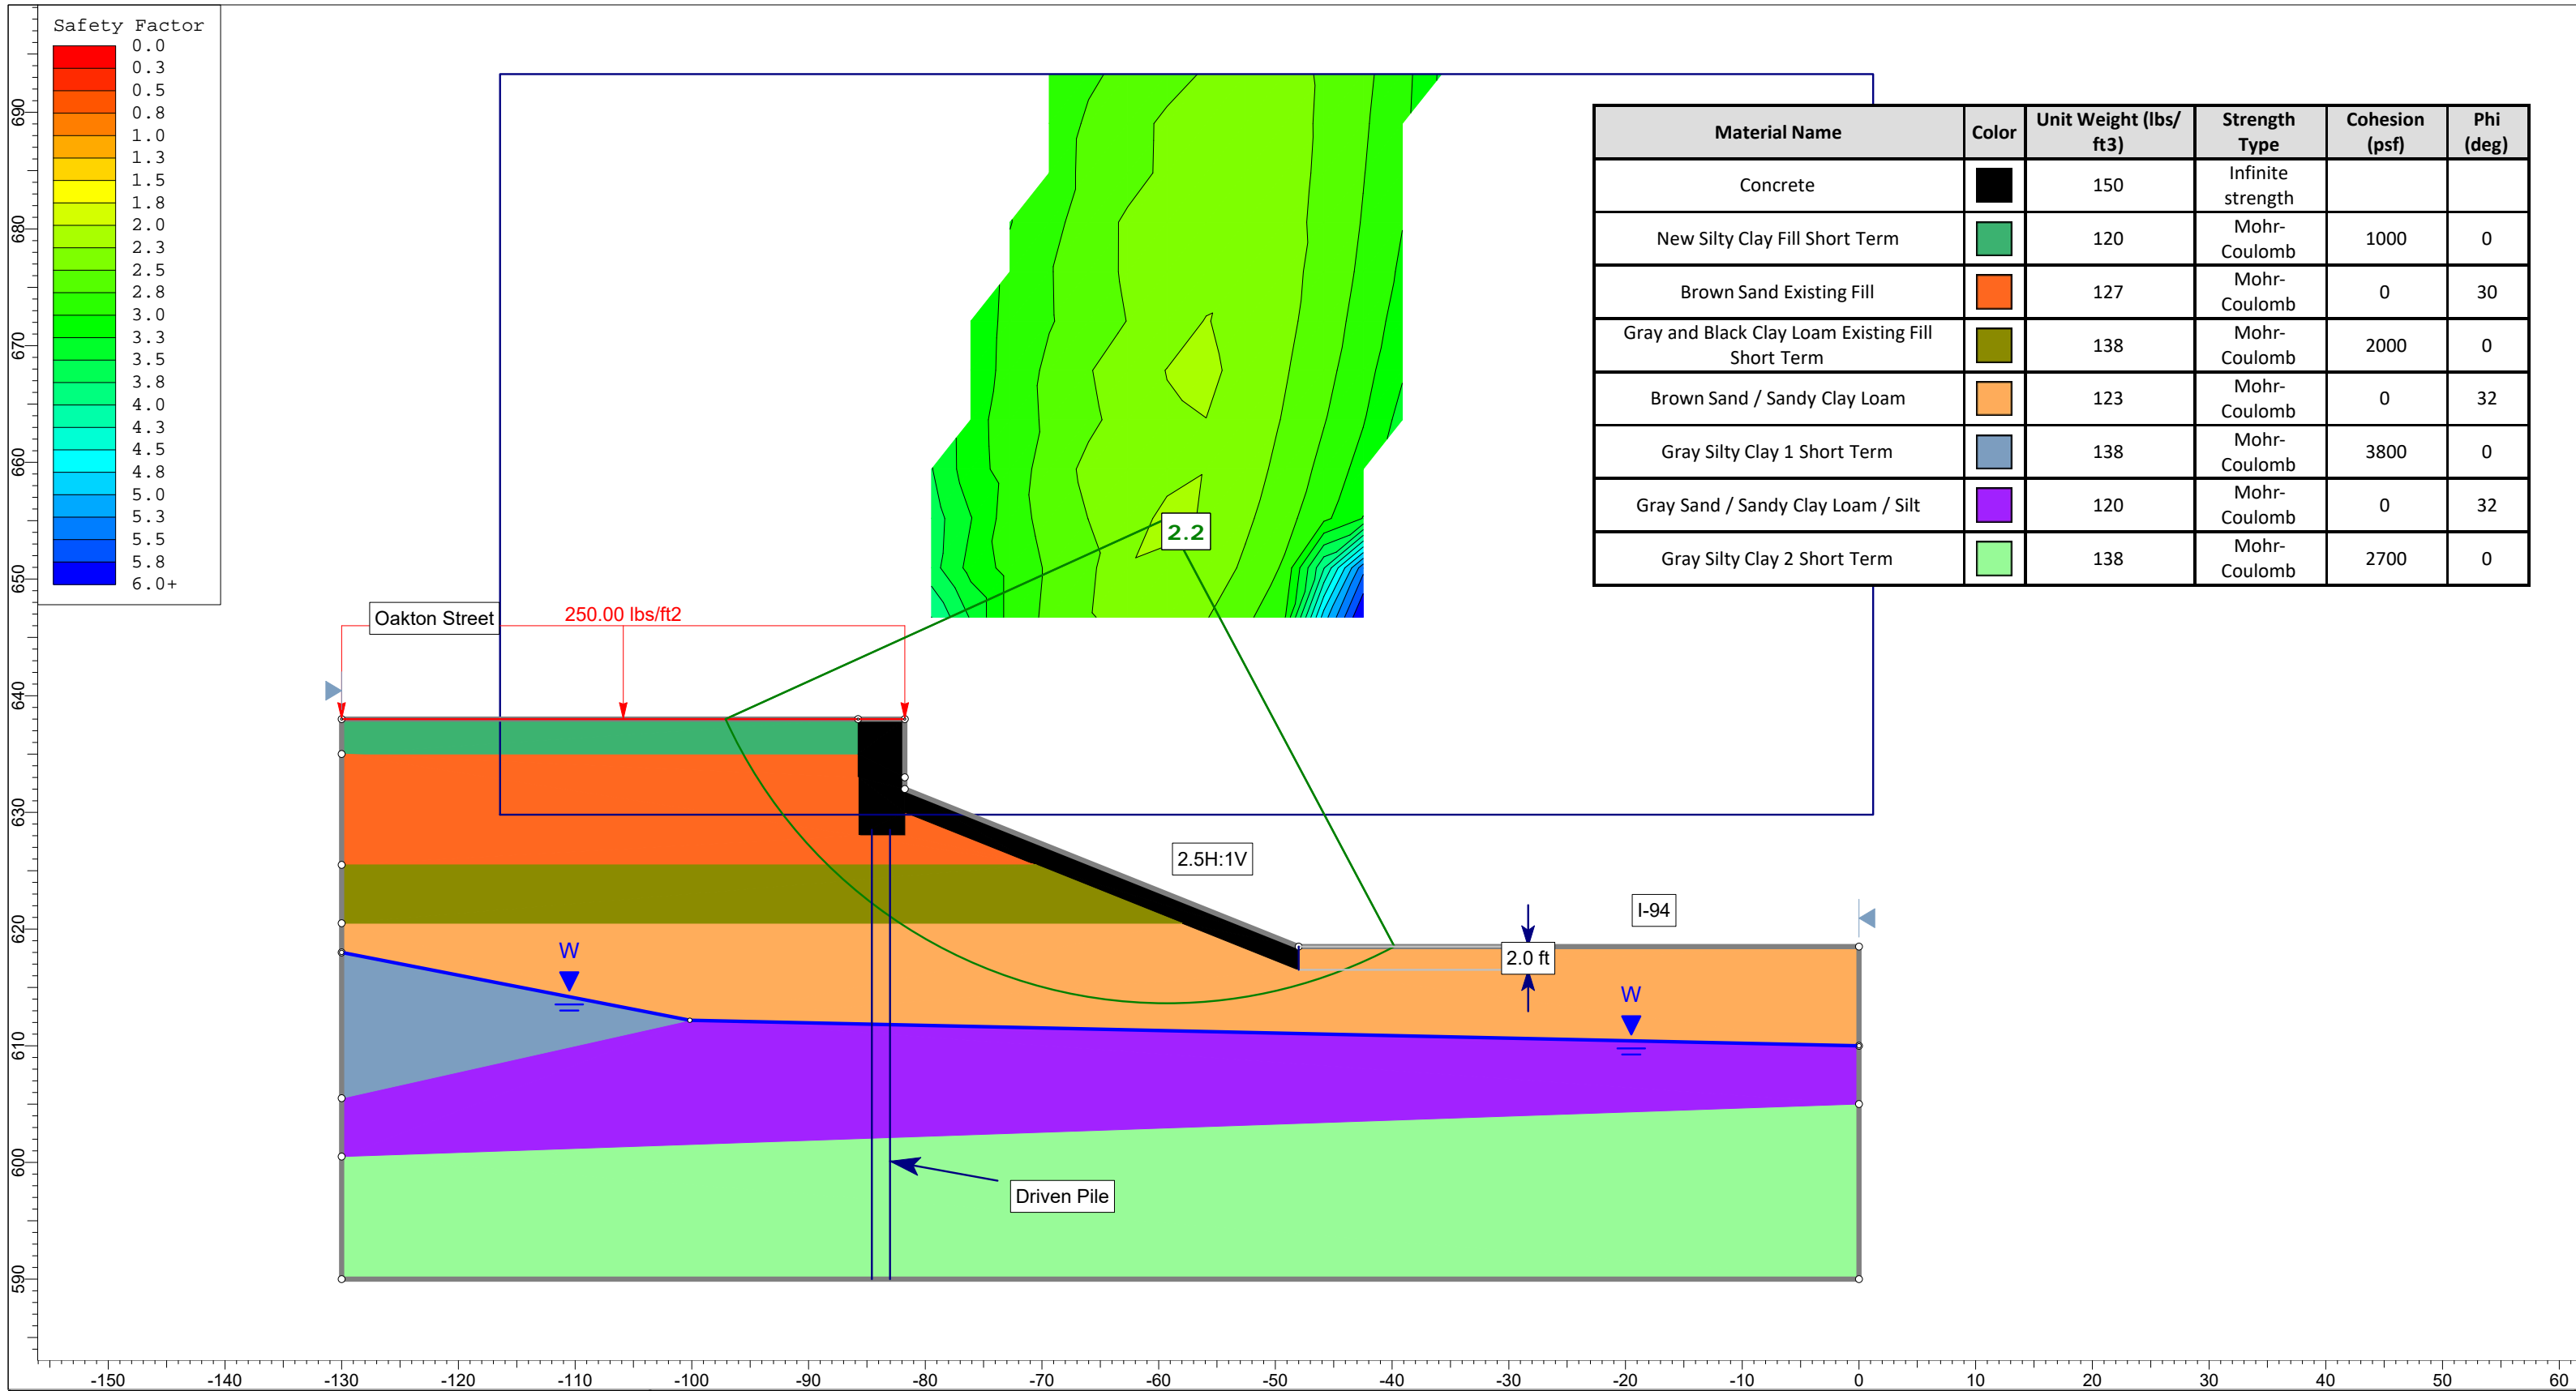 Safety Factor
0.0
0.3
0.5
0.8
1.0
1.3
1.5
1.8
2.0
2.3
2.5
2.8
3.0
3.3
3.5
3.8
4.0
4.3
4.5
4.8
5.0
5.3
5.5
5.8
6.0+
Material Name Color Unit Weight (lbs/ft3) Strength Type Cohesion (psf) Phi (deg)
Concrete 150 Infinite strength
New Silty Clay Fill Short Term 120 Mohr-Coulomb 1000 0
Brown Sand Existing Fill 127 Mohr-Coulomb 0 30
Gray and Black Clay Loam Existing Fill Short Term 138 Mohr-Coulomb 2000 0
Brown Sand / Sandy Clay Loam 123 Mohr-Coulomb 0 32
Gray Silty Clay 1 Short Term 138 Mohr-Coulomb 3800 0
Gray Sand / Sandy Clay Loam / Silt 120 Mohr-Coulomb 0 32
Gray Silty Clay 2 Short Term 138 Mohr-Coulomb 2700 0
2.2
Oakton Street
250.00 lbs/ft2
2.5H:1V
I-94
2.0 ft
W
W
Driven Pile
690
680
670
660
650
640
630
620
610
600
590
-150 -140 -130 -120 -110 -100 -90 -80 -70 -60 -50 -40 -30 -20 -10 0 10 20 30 40 50 60